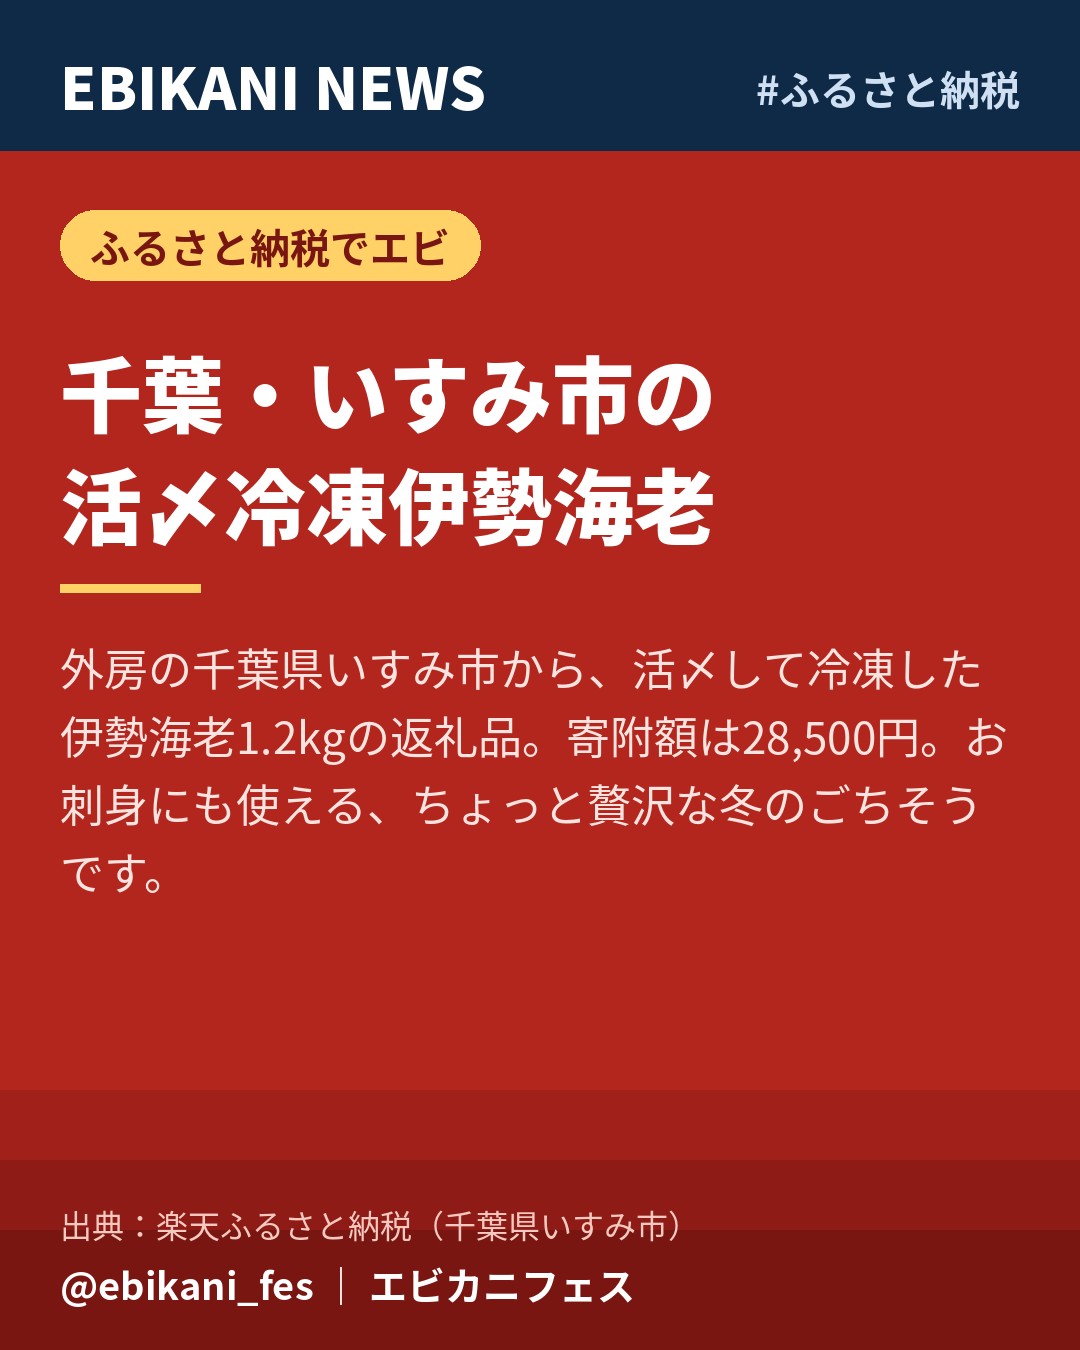 EBIKANI NEWS
#ふるさと納税
ふるさと納税でエビ
千葉・いすみ市の
活〆冷凍伊勢海老
外房の千葉県いすみ市から、活〆して冷凍した
伊勢海老1.2kgの返礼品。寄附額は28,500円。お
刺身にも使える、ちょっと贅沢な冬のごちそう
です。
出典：楽天ふるさと納税（千葉県いすみ市）
@ebikani_fes｜エビカニフェス